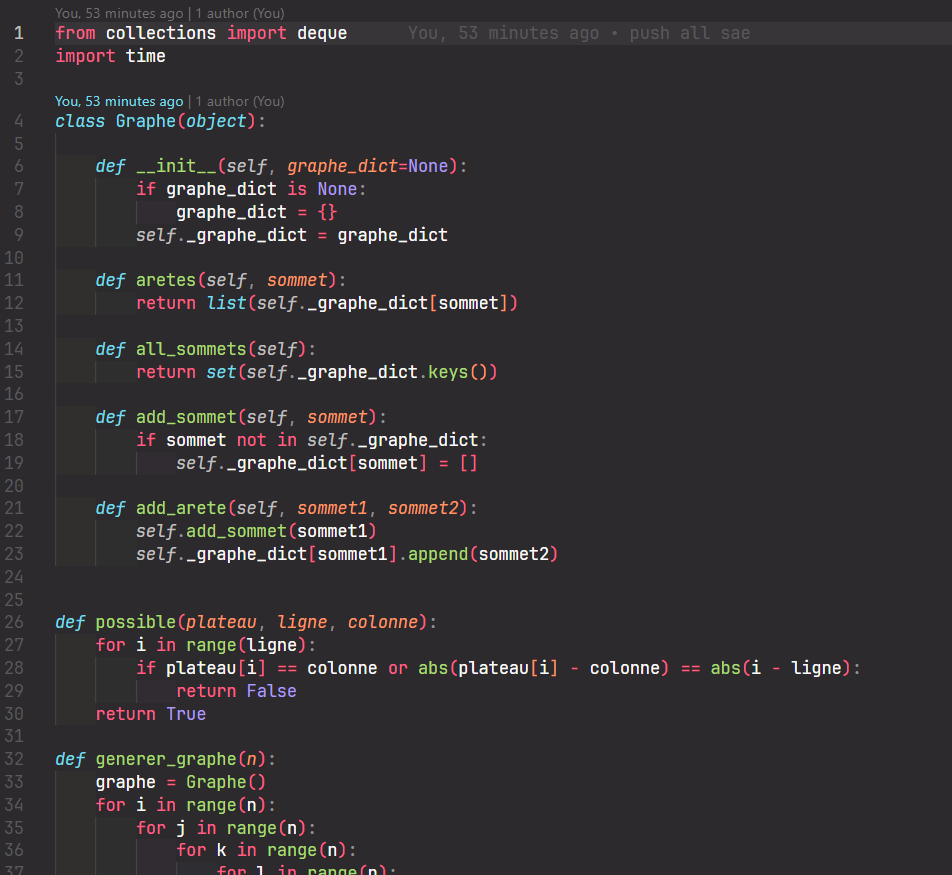 You, 53 minutes ago | 1 author (You)
1 from collections import deque You, 53 minutes ago • push all sae
2 import time
3
You, 53 minutes ago | 1 author (You)
4 class Graphe(object):
5
6     def __init__(self, graphe_dict=None):
7         if graphe_dict is None:
8             graphe_dict = {}
9         self._graphe_dict = graphe_dict
10
11     def aretes(self, sommet):
12         return list(self._graphe_dict[sommet])
13
14     def all_sommets(self):
15         return set(self._graphe_dict.keys())
16
17     def add_sommet(self, sommet):
18         if sommet not in self._graphe_dict:
19             self._graphe_dict[sommet] = []
20
21     def add_arete(self, sommet1, sommet2):
22         self.add_sommet(sommet1)
23         self._graphe_dict[sommet1].append(sommet2)
24
25
26 def possible(plateau, ligne, colonne):
27     for i in range(ligne):
28         if plateau[i] == colonne or abs(plateau[i] - colonne) == abs(i - ligne):
29             return False
30     return True
31
32 def generer_graphe(n):
33     graphe = Graphe()
34     for i in range(n):
35         for j in range(n):
36             for k in range(n):
37                 for l in range(n):